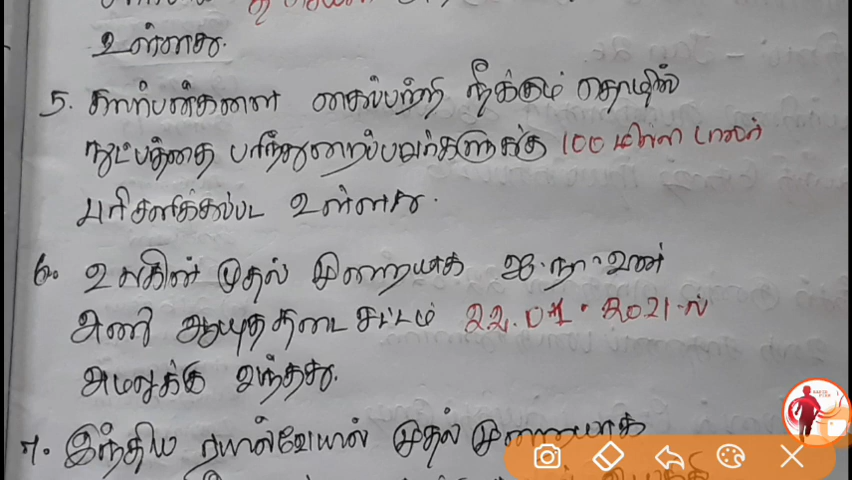 உள்ளது.
5. கார்பன்களை கைப்பற்றி நீக்கும் தொழில்
நுட்பத்தை பரிந்துரைப்பவர்களுக்கு 100 மில்லி டாலர்
பரிசளிக்கப்பட உள்ளது.
6. உலகின் முதல் முறையாக ஐ.நா.வின்
அணு ஆயுத தடை சட்டம் 22.01.2021-ல்
அமலுக்கு வந்தது.
7. இந்திய ரயில்வேயில் முதல் முறையாக